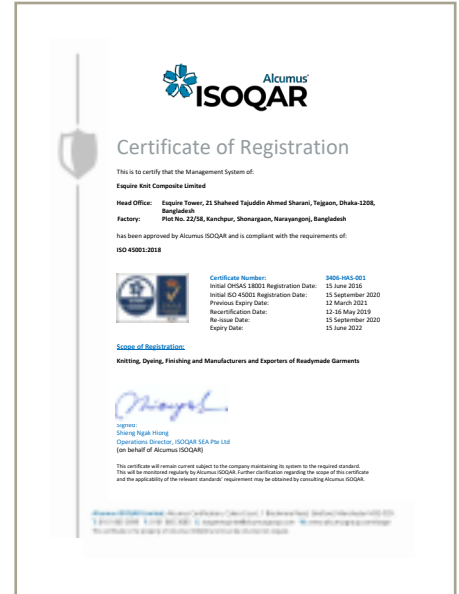 Alcumus
ISOQAR
Certificate of Registration
This is to certify that the Management System of:
Esquire Knit Composite Limited
Head Office: Esquire Tower, 21 Shaheed Tajuddin Ahmed Sharani, Tejgaon, Dhaka-1208,
Bangladesh
Factory: Plot No. 22/58, Kanchpur, Shonargaon, Narayangonj, Bangladesh
has been approved by Alcumus ISOQAR and is compliant with the requirements of:
ISO 45001:2018
Certificate Number: 3406-HAS-001
Initial OHSAS 18001 Registration Date: 15 June 2016
Initial ISO 45001 Registration Date: 15 September 2020
Previous Expiry Date: 12 March 2021
Recertification Date: 12-16 May 2019
Re-issue Date: 15 September 2020
Expiry Date: 15 June 2022
Scope of Registration:
Knitting, Dyeing, Finishing and Manufacturers and Exporters of Readymade Garments
Signed:
Shieng Ngak Hiong
Operations Director, ISOQAR SEA Pte Ltd
(on behalf of Alcumus ISOQAR)
This certificate will remain current subject to the company maintaining its system to the required standard.
This will be monitored regularly by Alcumus ISOQAR. Further clarification regarding the scope of this certificate
and the applicability of the relevant standards' requirement may be obtained by consulting Alcumus ISOQAR.